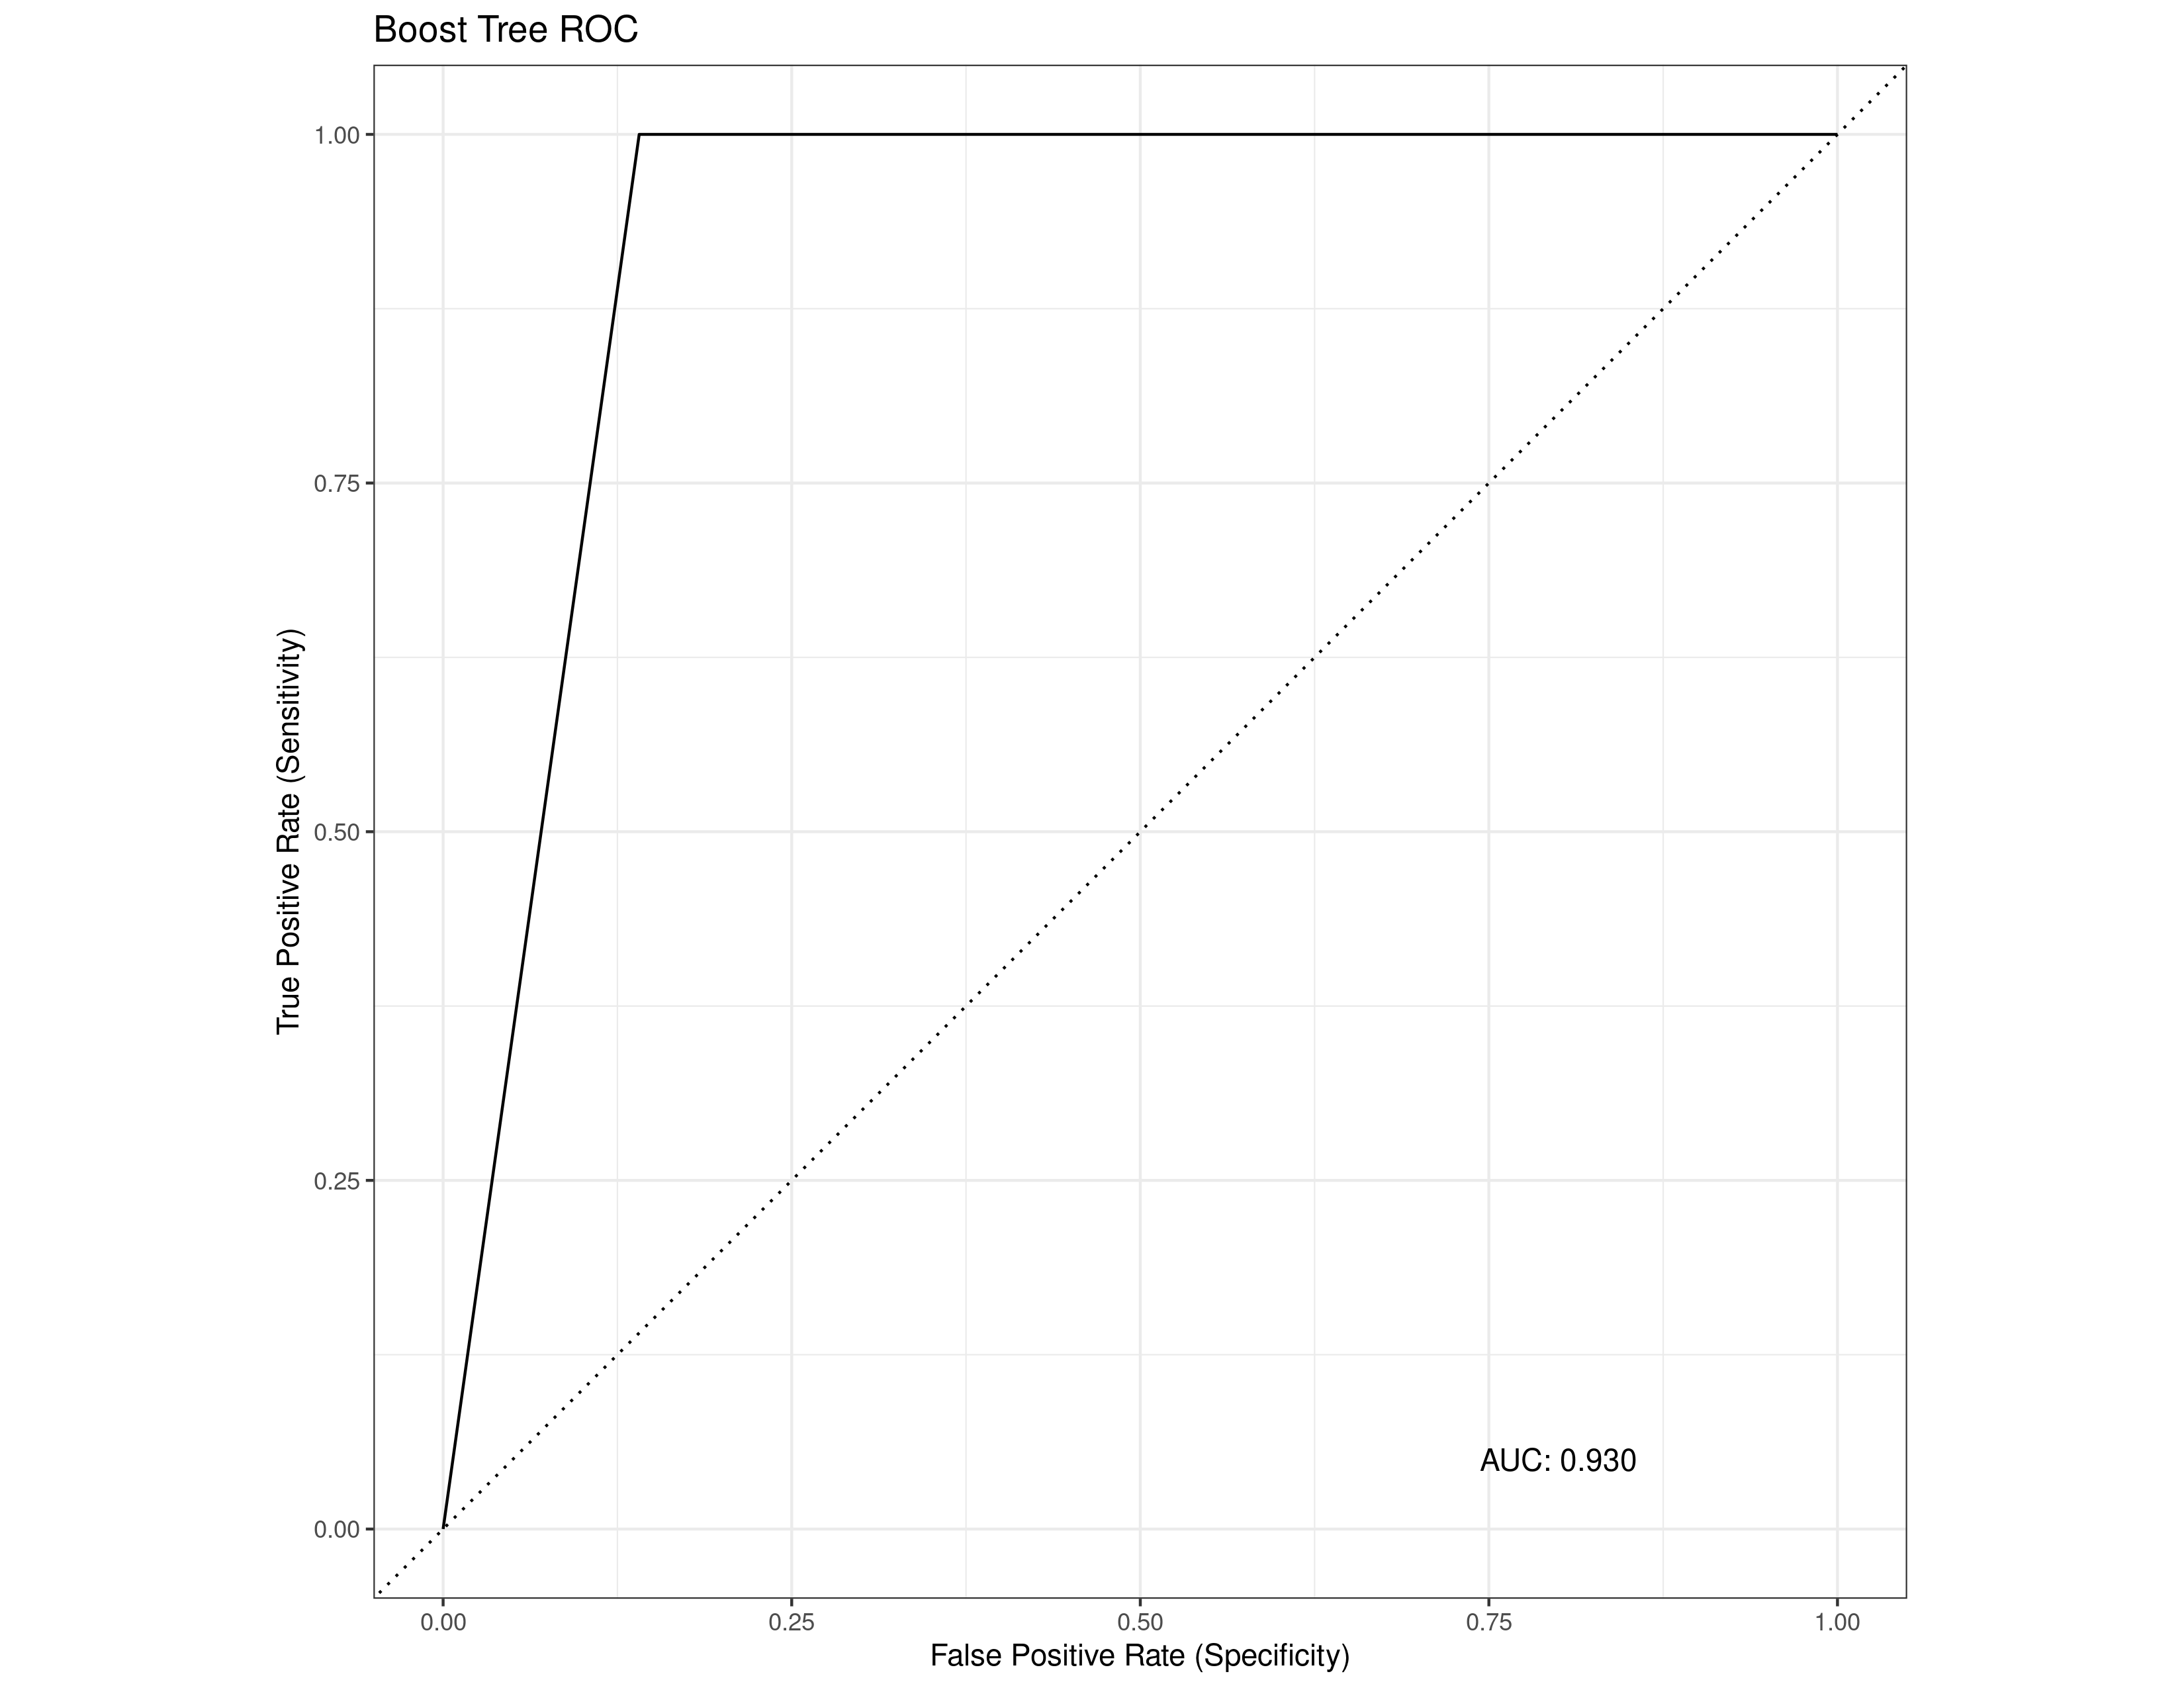 Boost Tree ROC
1.00
0.75
0.50
0.25
0.00
True Positive Rate (Sensitivity)
AUC: 0.930
0.00 0.25 0.50 0.75 1.00
False Positive Rate (Specificity)